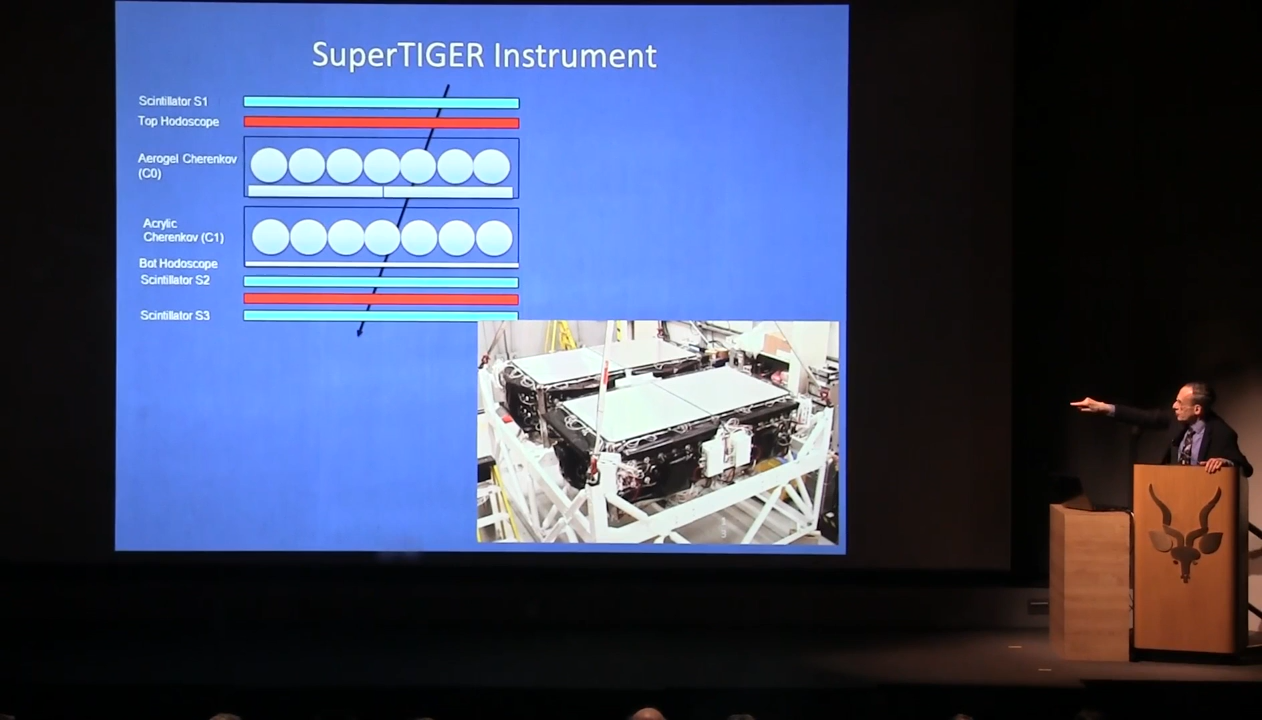 SuperTIGER Instrument
Scintillator S1
Top Hodoscope
Aerogel Cherenkov
(C0)
Acrylic
Cherenkov (C1)
Bot Hodoscope
Scintillator S2
Scintillator S3